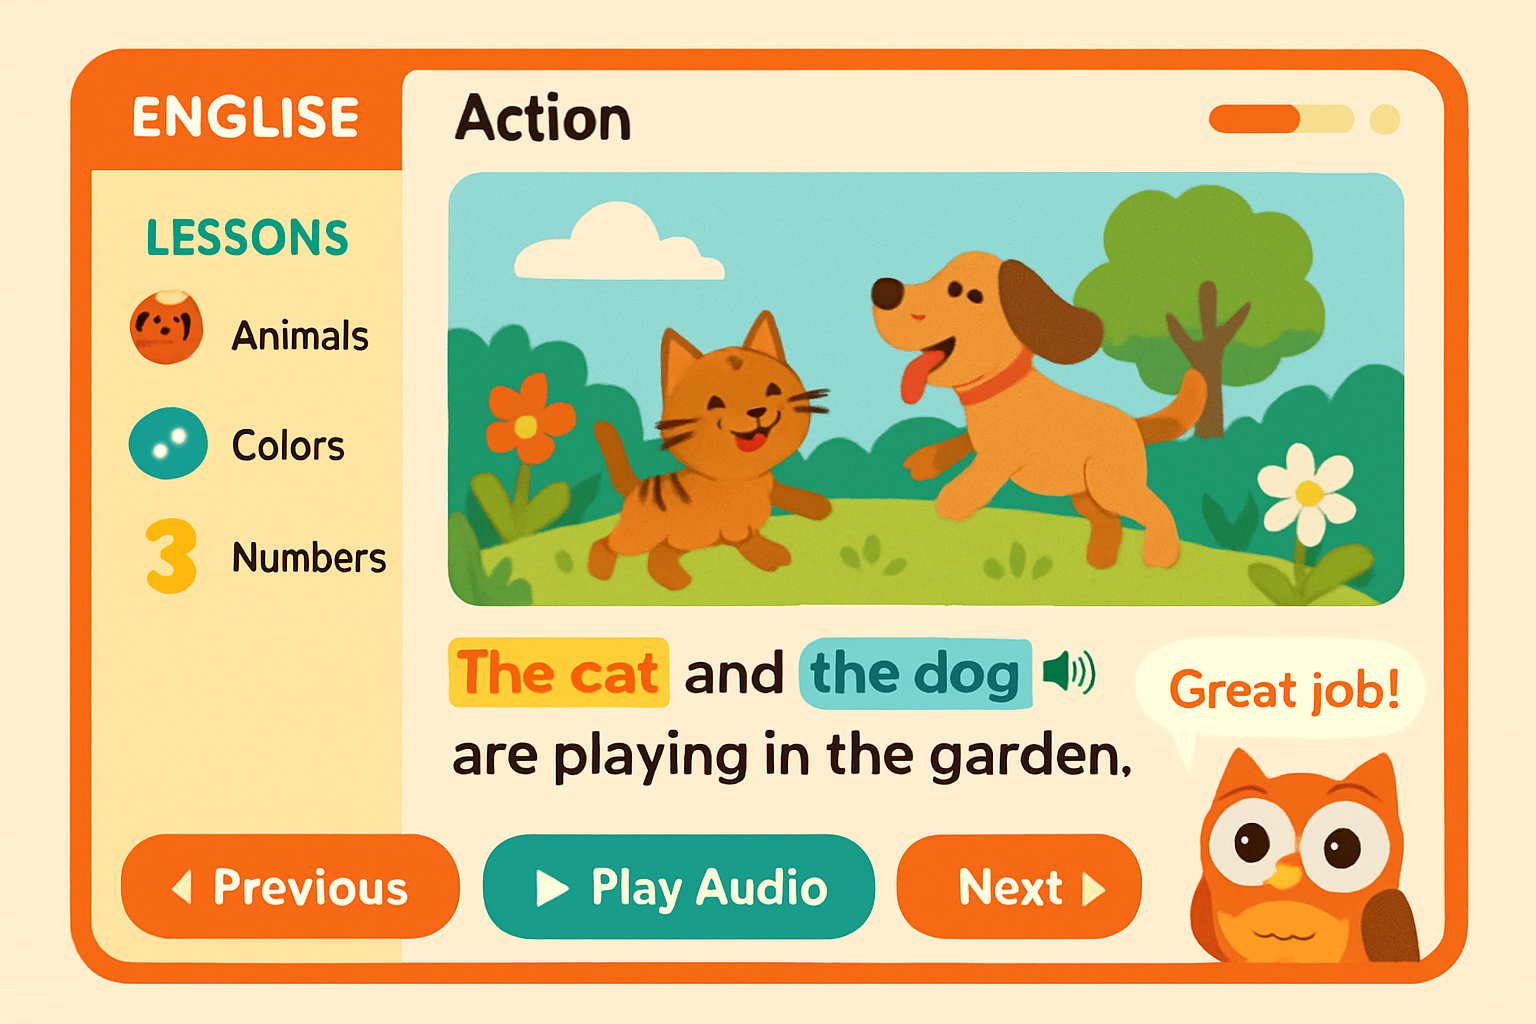 ENGLISE
LESSONS
Animals
Colors
3 Numbers
Action
The cat and the dog
are playing in the garden,
Great job!
Previous
Play Audio
Next